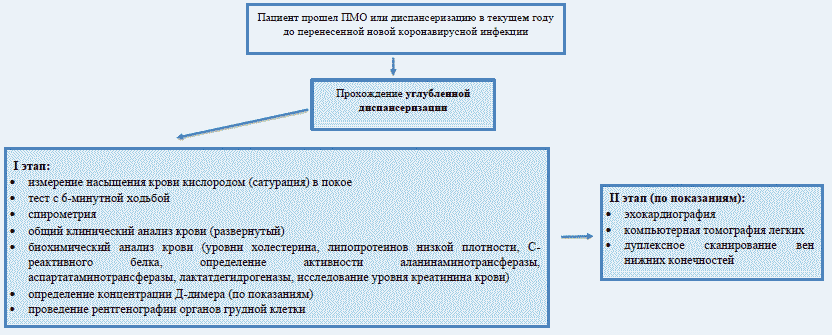 Пациент прошел ПМО или диспансеризацию в текущем году
до перенесенной новой коронавирусной инфекции
Прохождение углубленной
диспансеризации
I этап:
• измерение насыщения крови кислородом (сатурация) в покое
• тест с 6-минутной ходьбой
• спирометрия
• общий клинический анализ крови (развернутый)
• биохимический анализ крови (уровни холестерина, липопротеинов низкой плотности, С-
реактивного белка, определение активности аланинаминотрансферазы,
аспартатаминотрансферазы, лактатдегидрогеназы, исследование уровня креатинина крови)
• определение концентрации Д-димера (по показаниям)
• проведение рентгенографии органов грудной клетки
II этап (по показаниям):
• эхокардиография
• компьютерная томография легких
• дуплексное сканирование вен
нижних конечностей